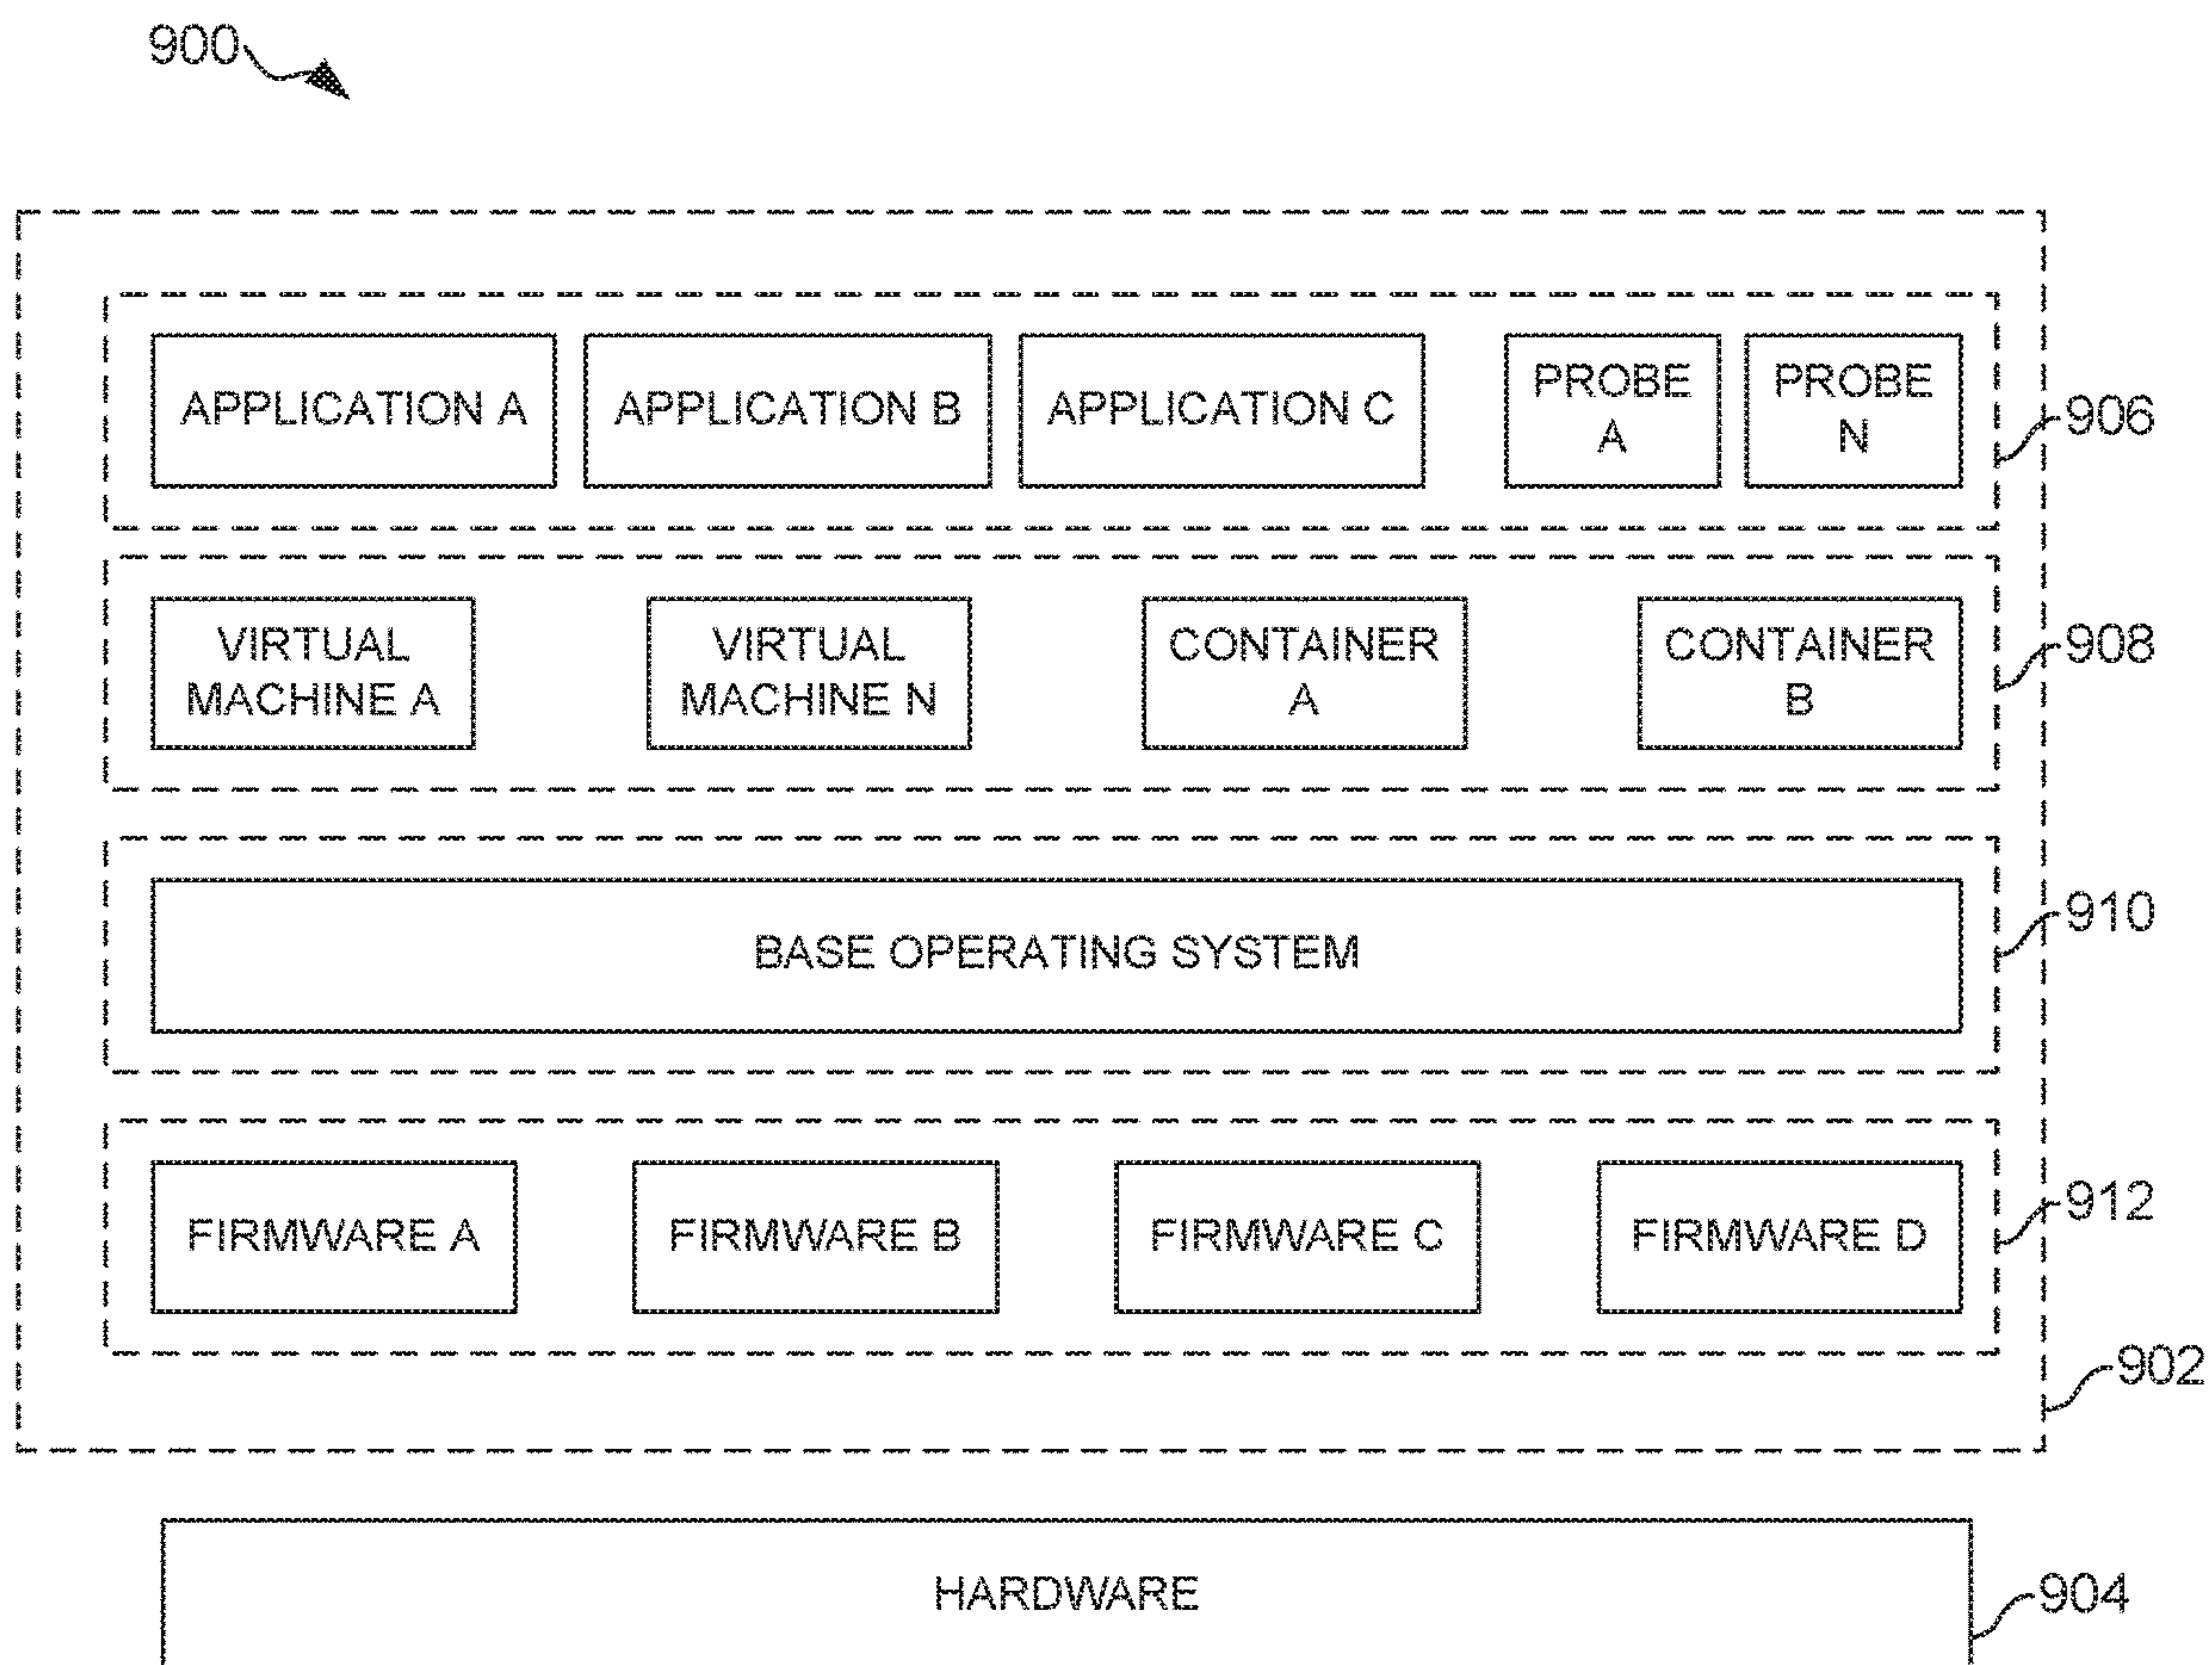 900
APPLICATION A
APPLICATION B
APPLICATION C
PROBE
A
PROBE
N
906
VIRTUAL
MACHINE A
VIRTUAL
MACHINE N
CONTAINER
A
CONTAINER
B
908
BASE OPERATING SYSTEM
910
FIRMWARE A
FIRMWARE B
FIRMWARE C
FIRMWARE D
912
902
HARDWARE
904